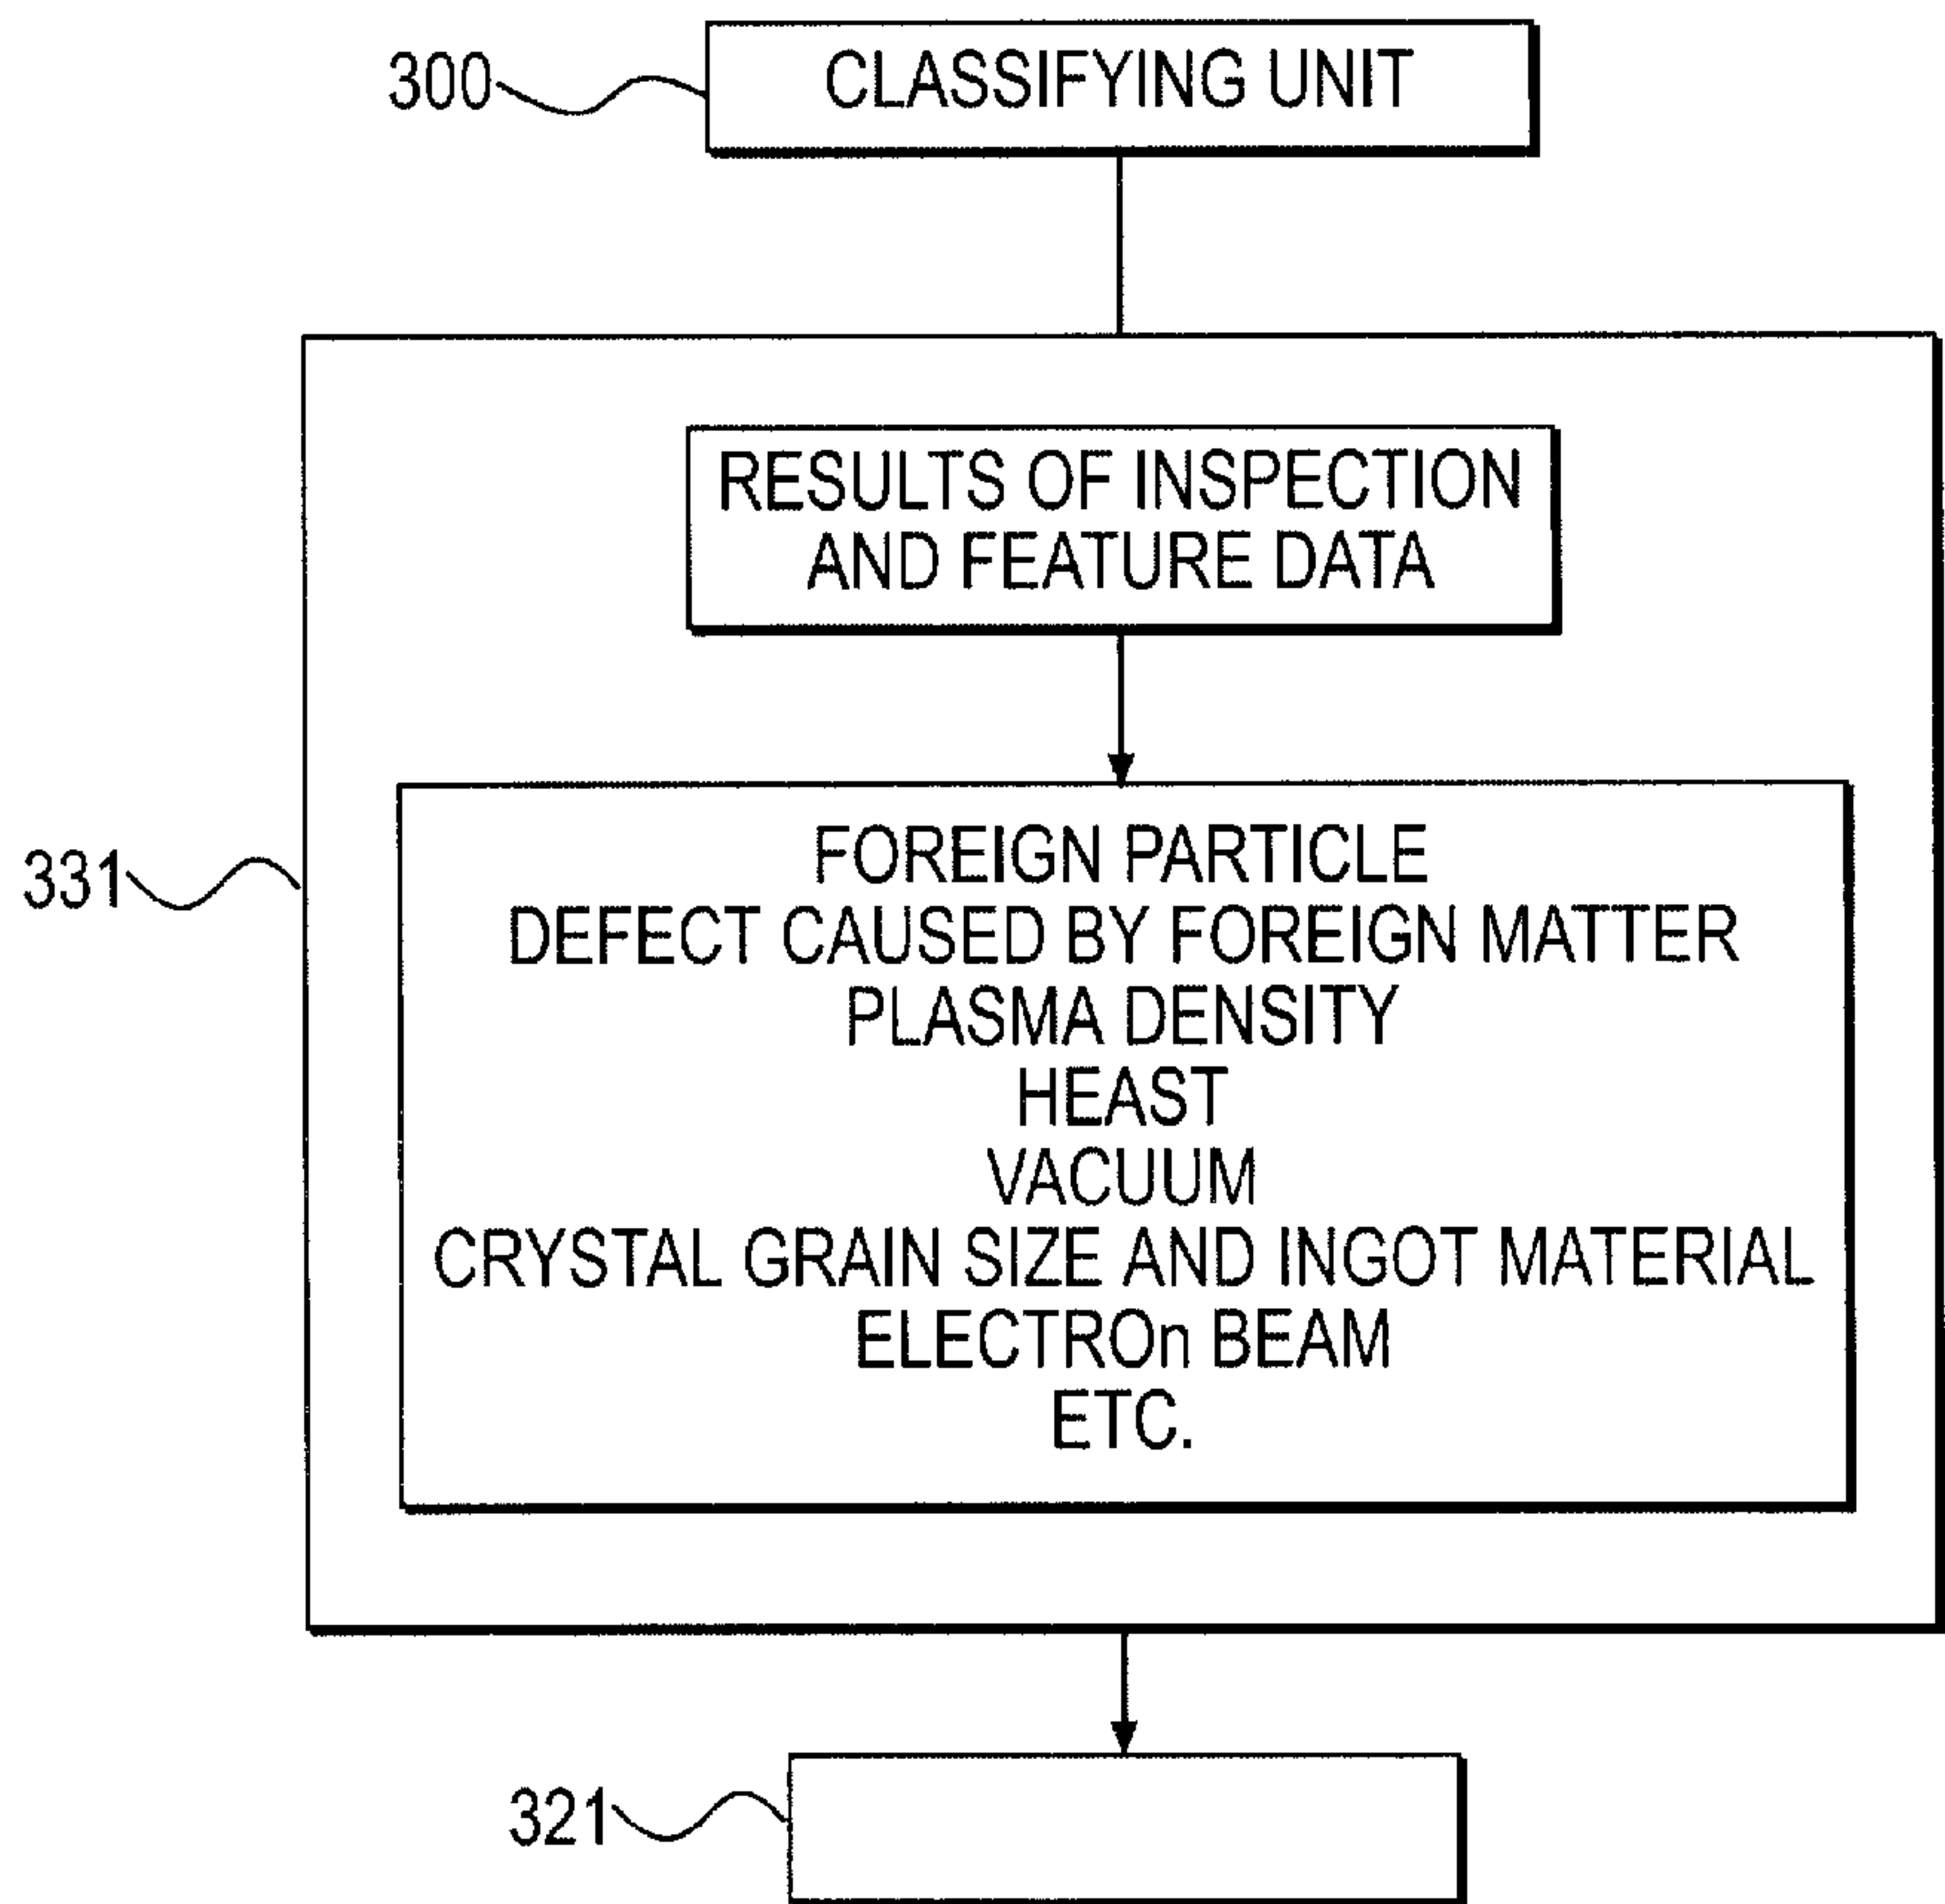 300
CLASSIFYING UNIT
RESULTS OF INSPECTION
AND FEATURE DATA
331
FOREIGN PARTICLE
DEFECT CAUSED BY FOREIGN MATTER
PLASMA DENSITY
HEAST
VACUUM
CRYSTAL GRAIN SIZE AND INGOT MATERIAL
ELECTROn BEAM
ETC.
321